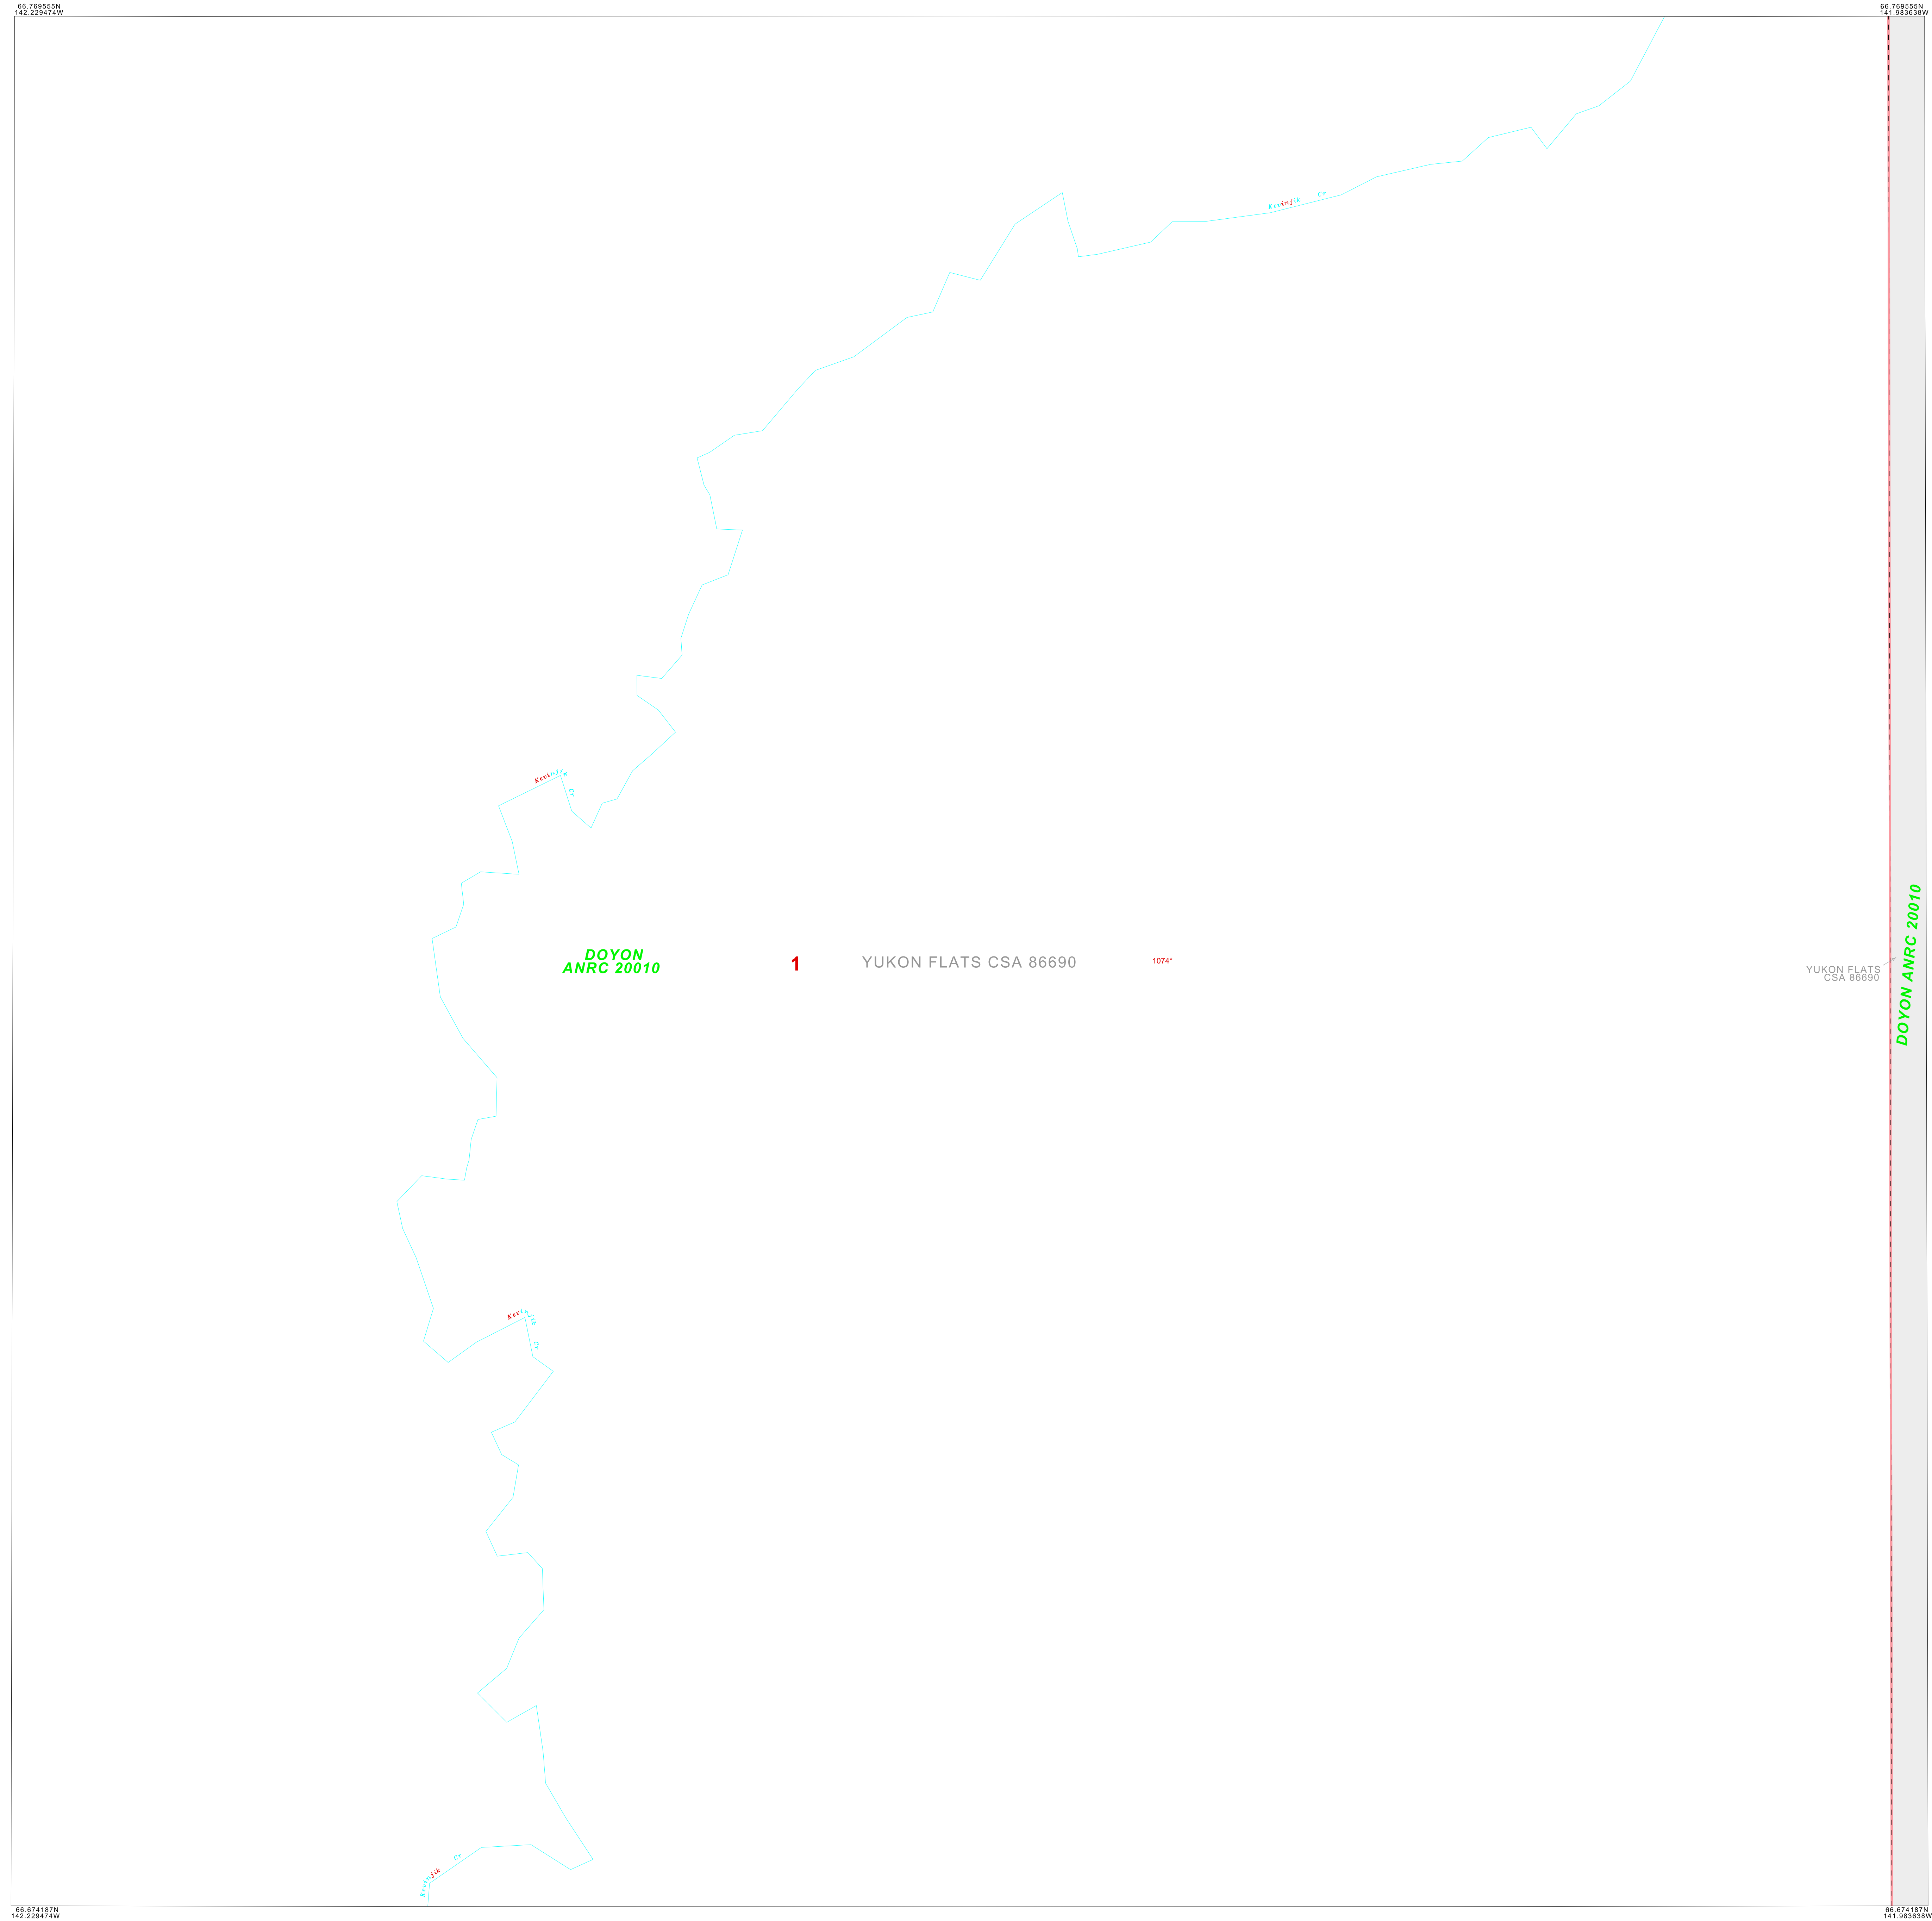 66.769555N
142.229474W
66.769555N
141.983638W
Kevinjik Cr
Kevinjik Cr
DOYON
ANRC 20010
1
YUKON FLATS CSA 86690
1074*
YUKON FLATS
CSA 86690
DOYON ANRC 20010
Kevinjik Cr
Kevinjik Cr
66.674187N
142.229474W
66.674187N
141.983638W